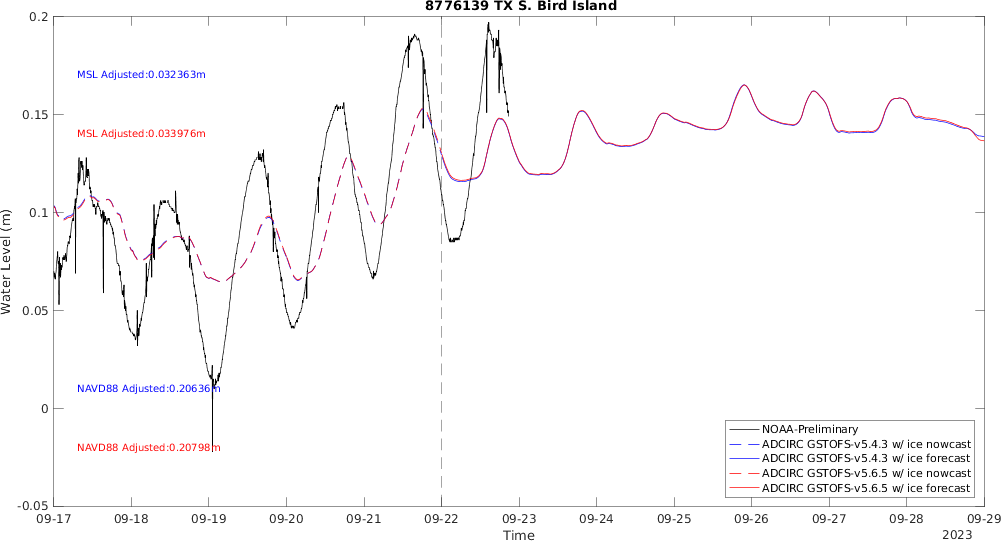 8776139 TX S. Bird Island
0.2
0.15
0.1
0.05
0
-0.05
Water Level (m)
MSL Adjusted:0.032363m
MSL Adjusted:0.033976m
NAVD88 Adjusted:0.20636m
NAVD88 Adjusted:0.20798m
NOAA-Preliminary
ADCIRC GSTOFS-v5.4.3 w/ ice nowcast
ADCIRC GSTOFS-v5.4.3 w/ ice forecast
ADCIRC GSTOFS-v5.6.5 w/ ice nowcast
ADCIRC GSTOFS-v5.6.5 w/ ice forecast
09-17 09-18 09-19 09-20 09-21 09-22 09-23 09-24 09-25 09-26 09-27 09-28 09-29
Time
2023